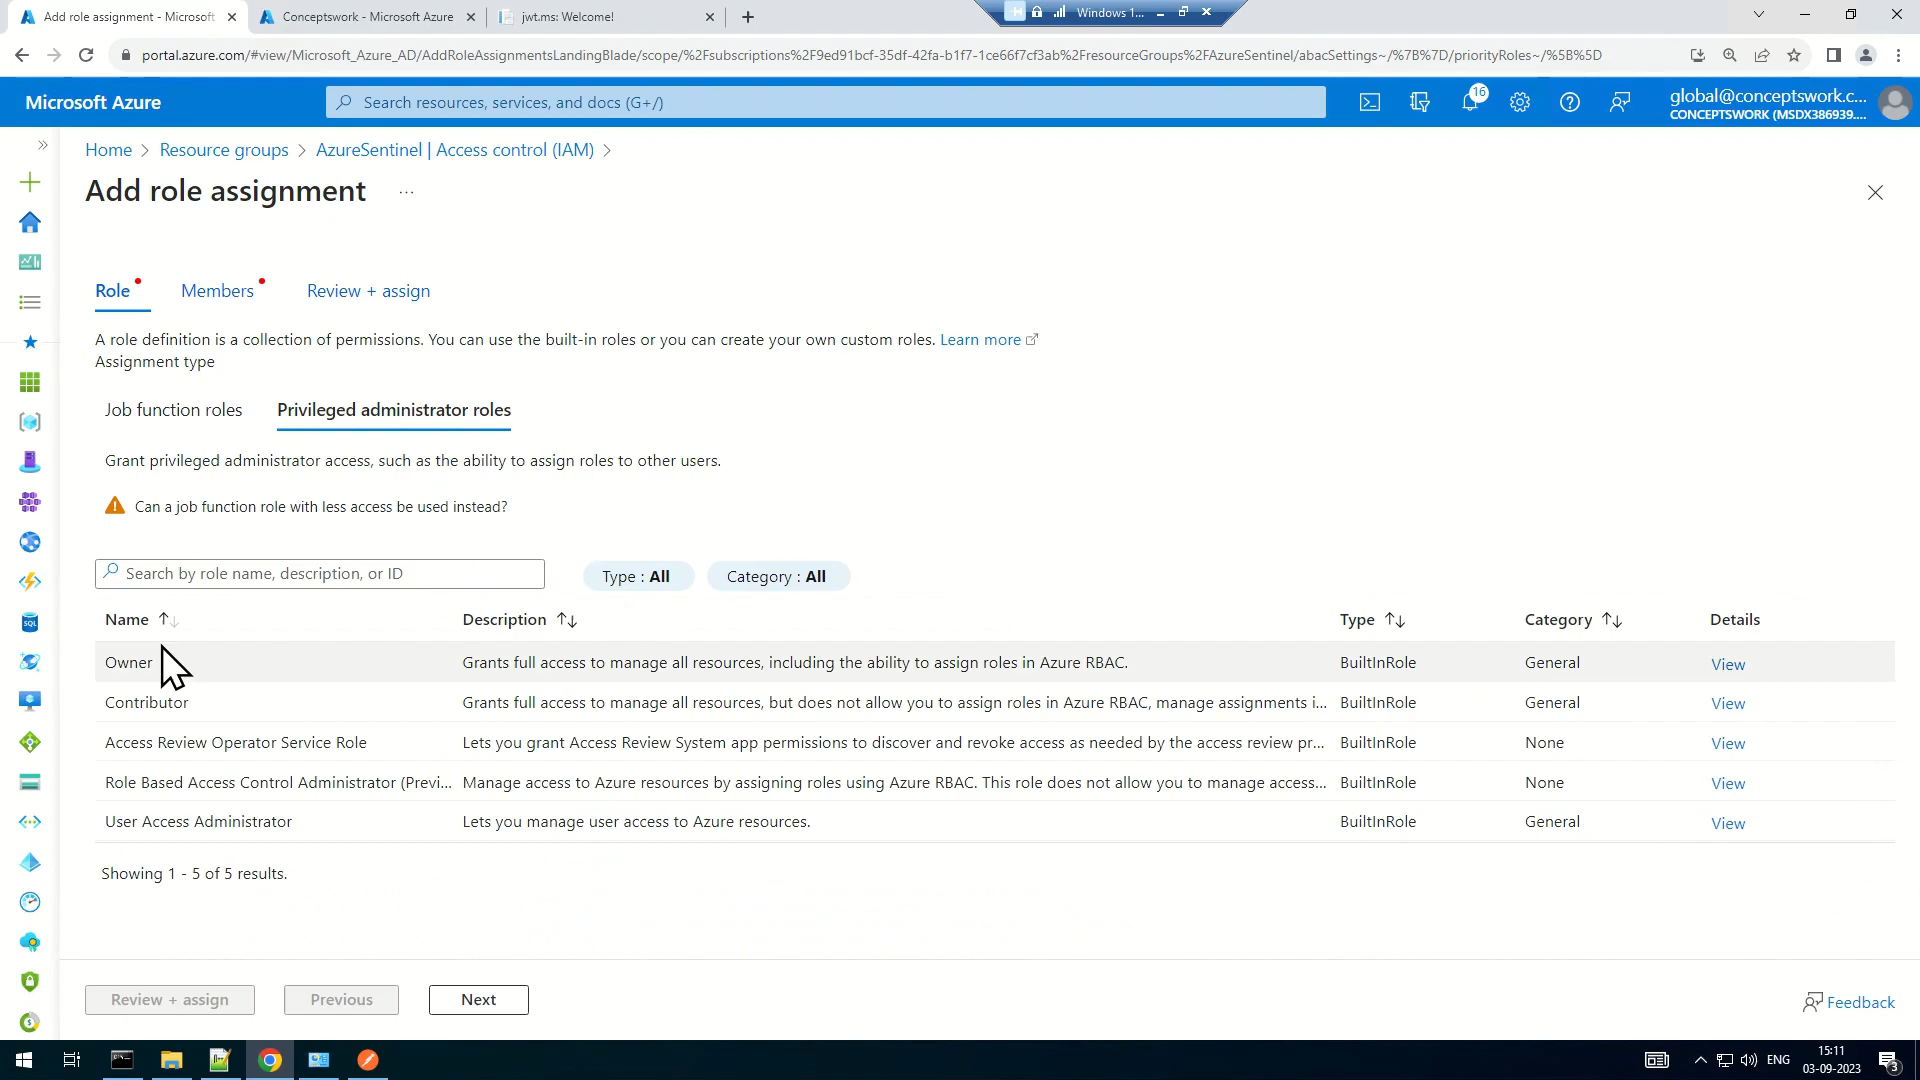 Add role assignment - Microsoft
Conceptswork - Microsoft Azure
jwt.ms: Welcome!
Windows 1...
portal.azure.com/#view/Microsoft_Azure_AD/AddRoleAssignmentsLandingBlade/scope/%2Fsubscriptions%2F9ed91bcf-35df-42fa-b1f7-1ce66f7cf3ab%2FresourceGroups%2FAzureSentinel/abacSettings~/%7B%7D/priorityRoles~/%5B%5D
Microsoft Azure
Search resources, services, and docs (G+/)
16
global@conceptswork.c...
CONCEPTSWORK (MSDX386939....
Home > Resource groups > AzureSentinel | Access control (IAM) >
Add role assignment ...
Role
Members
Review + assign
A role definition is a collection of permissions. You can use the built-in roles or you can create your own custom roles. Learn more
Assignment type
Job function roles
Privileged administrator roles
Grant privileged administrator access, such as the ability to assign roles to other users.
Can a job function role with less access be used instead?
Search by role name, description, or ID
Type : All
Category : All
Name Description Type Category Details
Owner Grants full access to manage all resources, including the ability to assign roles in Azure RBAC. BuiltInRole General View
Contributor Grants full access to manage all resources, but does not allow you to assign roles in Azure RBAC, manage assignments i... BuiltInRole General View
Access Review Operator Service Role Lets you grant Access Review System app permissions to discover and revoke access as needed by the access review pr... BuiltInRole None View
Role Based Access Control Administrator (Previ... Manage access to Azure resources by assigning roles using Azure RBAC. This role does not allow you to manage access... BuiltInRole None View
User Access Administrator Lets you manage user access to Azure resources. BuiltInRole General View
Showing 1 - 5 of 5 results.
Review + assign
Previous
Next
Feedback
SQL
ENG
15:11
03-09-2023
3